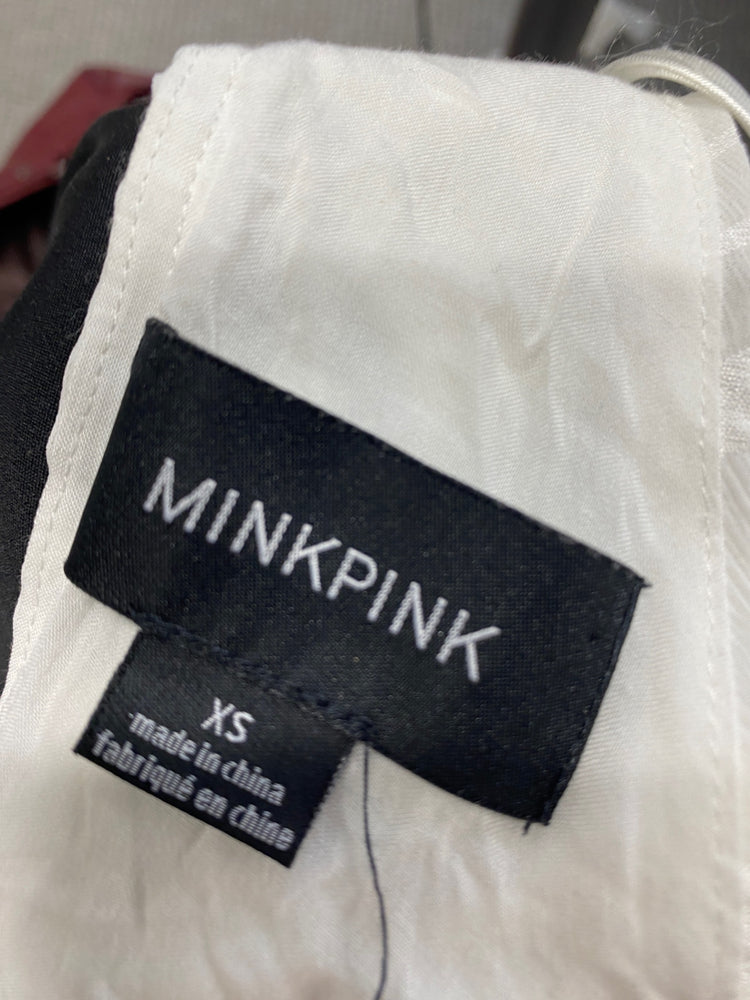 MINKPINK
XS
made in china
fabriqué en chine